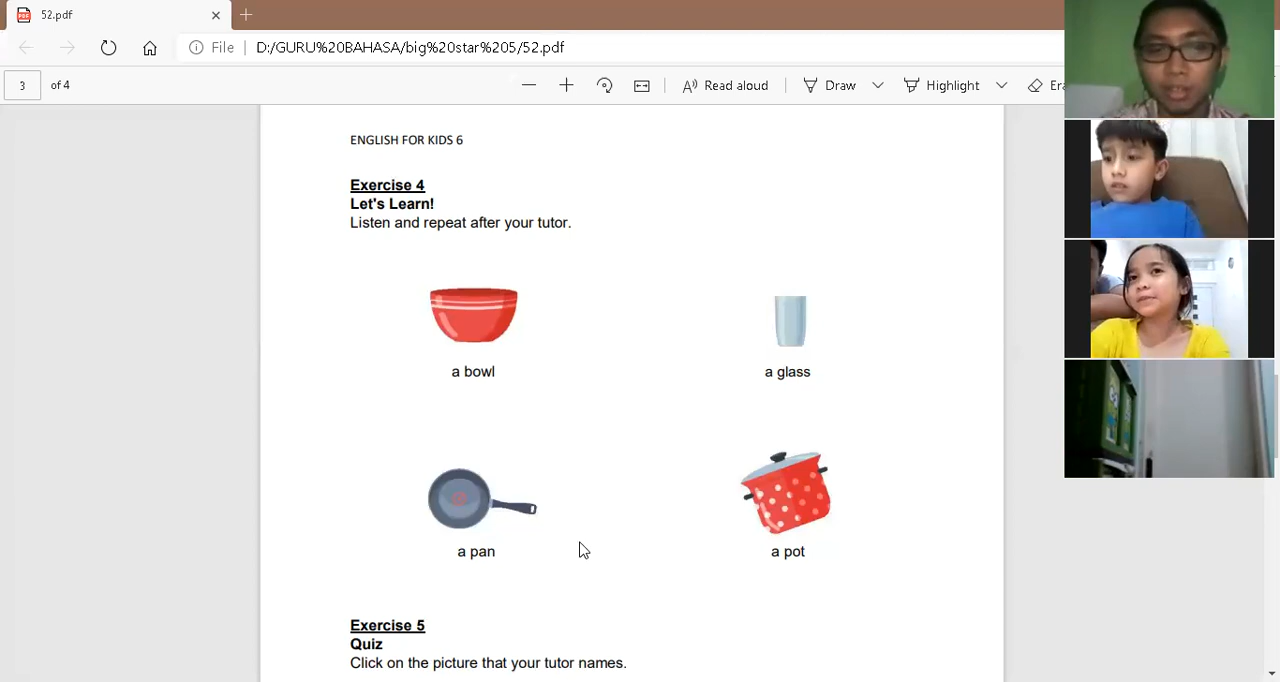 52.pdf
File
D:/GURU%20BAHASA/big%20star%205/52.pdf
3 of 4
Read aloud
Draw
Highlight
Era
ENGLISH FOR KIDS 6
Exercise 4
Let's Learn!
Listen and repeat after your tutor.
a bowl
a glass
a pan
a pot
Exercise 5
Quiz
Click on the picture that your tutor names.